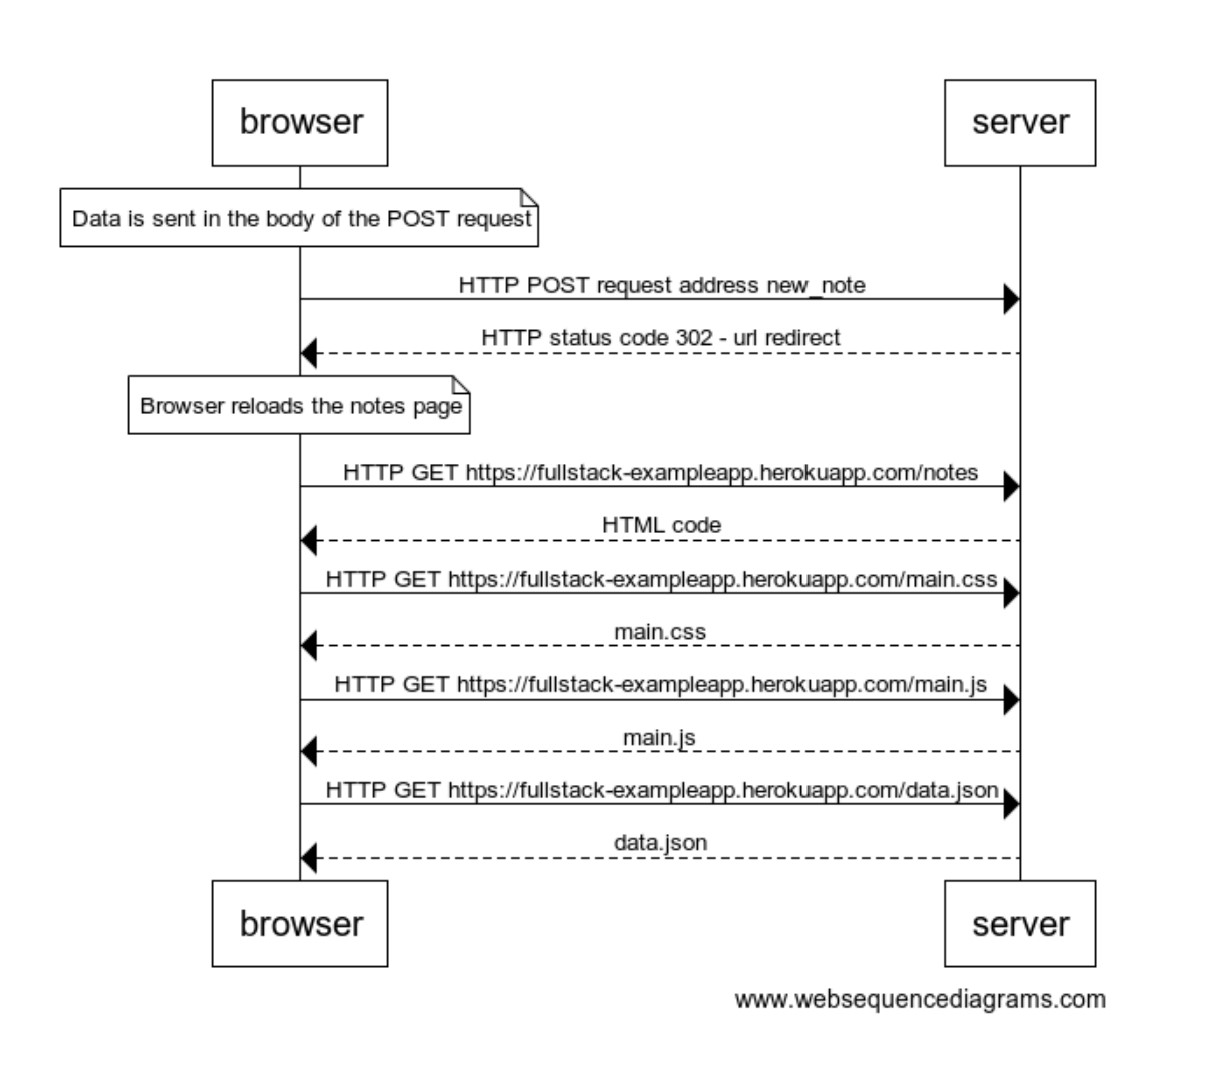 browser
server
Data is sent in the body of the POST request
HTTP POST request address new_note
HTTP status code 302 - url redirect
Browser reloads the notes page
HTTP GET https://fullstack-exampleapp.herokuapp.com/notes
HTML code
HTTP GET https://fullstack-exampleapp.herokuapp.com/main.css
main.css
HTTP GET https://fullstack-exampleapp.herokuapp.com/main.js
main.js
HTTP GET https://fullstack-exampleapp.herokuapp.com/data.json
data.json
browser
server
www.websequencediagrams.com